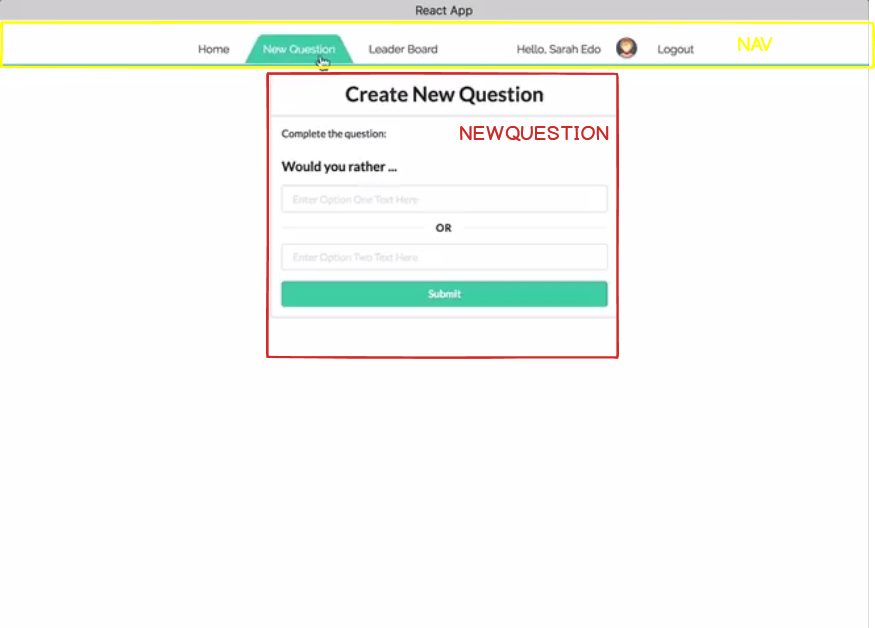 React App
Home New Question Leader Board Hello, Sarah Edo Logout NAV
Create New Question
Complete the question: NEWQUESTION
Would you rather ...
Enter Option One Text Here
OR
Enter Option Two Text Here
Submit